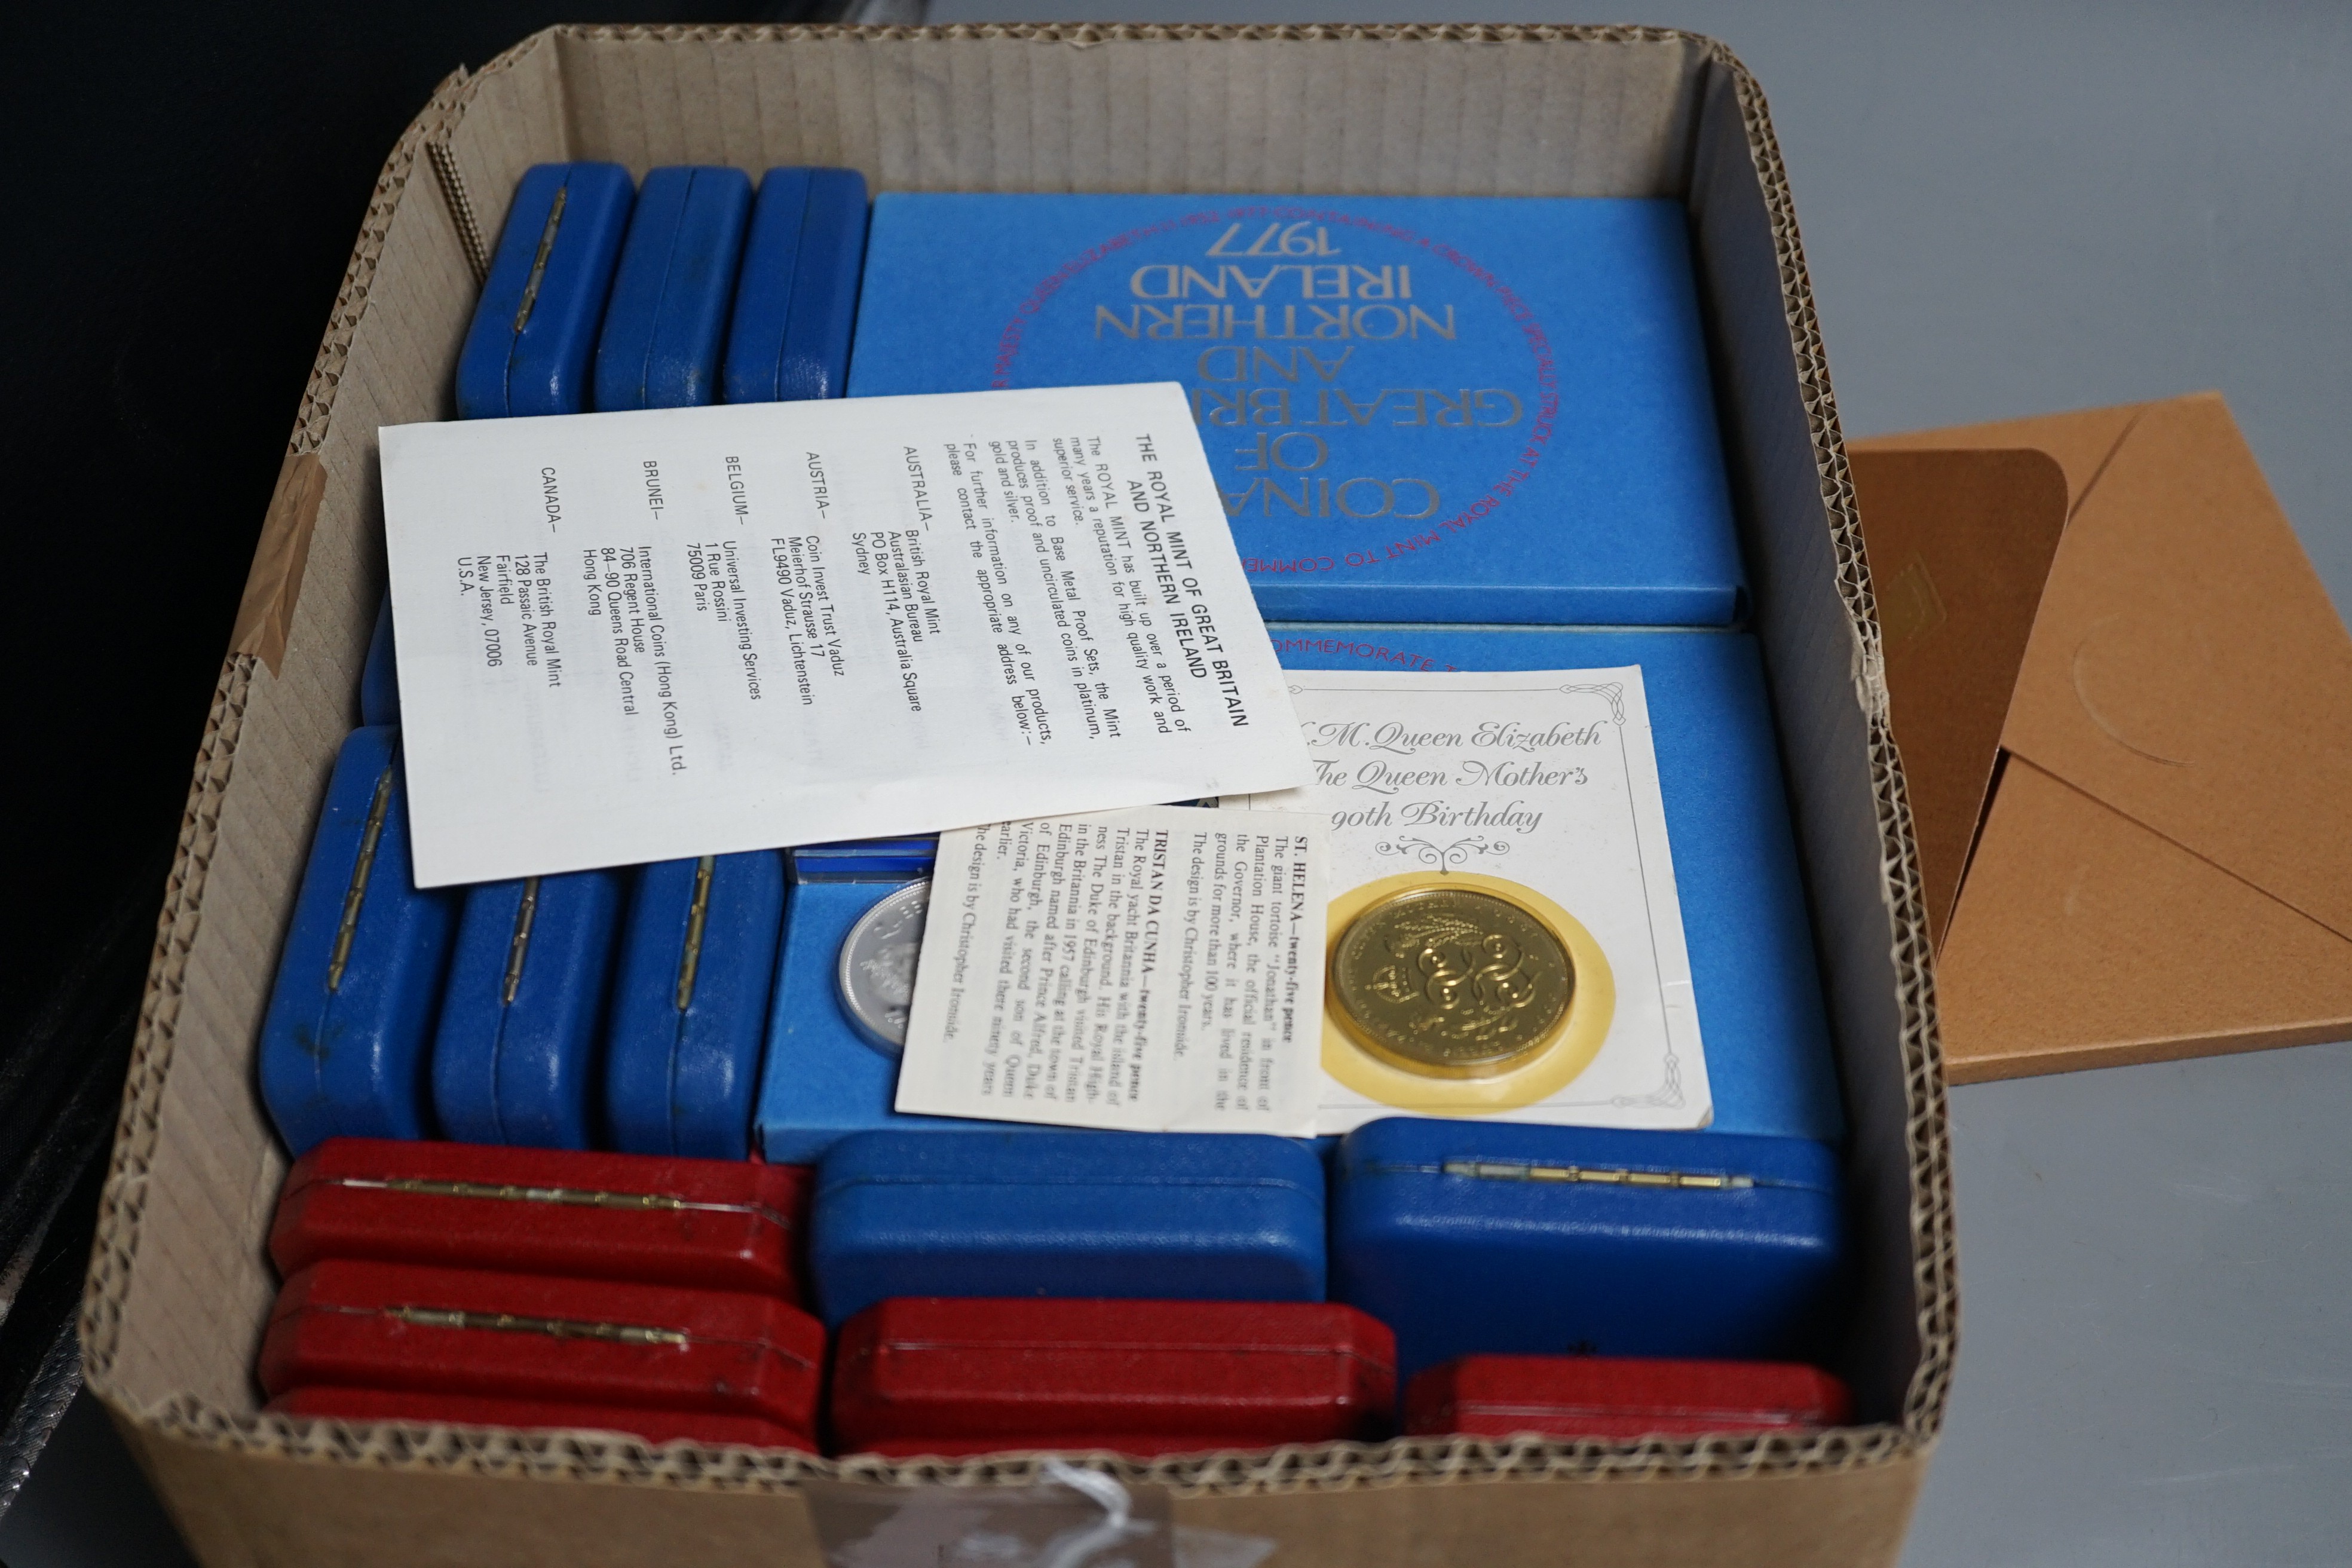 COINA
OF
GREAT BRI
AND
NORTHERN
IRELAND
1977
THE ROYAL MINT OF GREAT BRITAIN
AND NORTHERN IRELAND
The ROYAL MINT has built up over a period of
many years a reputation for high quality work and
superior service.
In addition to Base Metal Proof Sets, the Mint
produces proof and uncirculated coins in platinum,
gold and silver.
For further information on any of our products,
please contact the appropriate address below:-
AUSTRALIA— British Royal Mint
Australasian Bureau
PO Box H114, Australia Square
Sydney
AUSTRIA— Coin Invest Trust Vaduz
Meierhof Strausse 17
FL9490 Vaduz, Lichtenstein
BELGIUM— Universal Investing Services
1 Rue Rossini
75009 Paris
BRUNEI— International Coins (Hong Kong) Ltd.
706 Regent House
84-90 Queens Road Central
Hong Kong
CANADA— The British Royal Mint
128 Passaic Avenue
Fairfield
New Jersey, 07006
U.S.A.
OMMEMORATE
.M. Queen Elizabeth
The Queen Mother's
90th Birthday
ST. HELENA—twenty-five pence
The giant tortoise "Jonathan" in front of
Plantation House, the official residence of
the Governor, where it has lived in the
grounds for more than 100 years.
The design is by Christopher Ironside.
TRISTAN DA CUNHA—twenty-five pence
The Royal yacht Britannia with the island of
Tristan in the background. His Royal High-
ness The Duke of Edinburgh visited Tristan
in the Britannia in 1957 calling at the town of
Edinburgh named after Prince Alfred, Duke
of Edinburgh, the second son of Queen
Victoria, who had visited there ninety years
earlier.
The design is by Christopher Ironside.